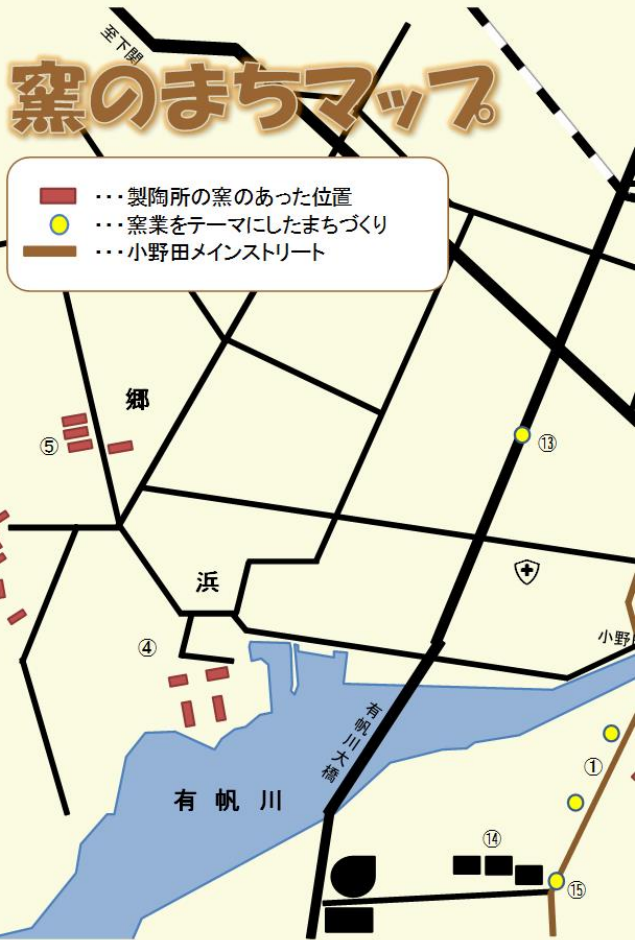 至下関
窯のまちマップ
・・・製陶所の窯のあった位置
・・・窯業をテーマにしたまちづくり
・・・小野田メインストリート
郷
⑤
⑬
浜
④
小野
有帆川大橋
①
有帆川
⑭
⑮